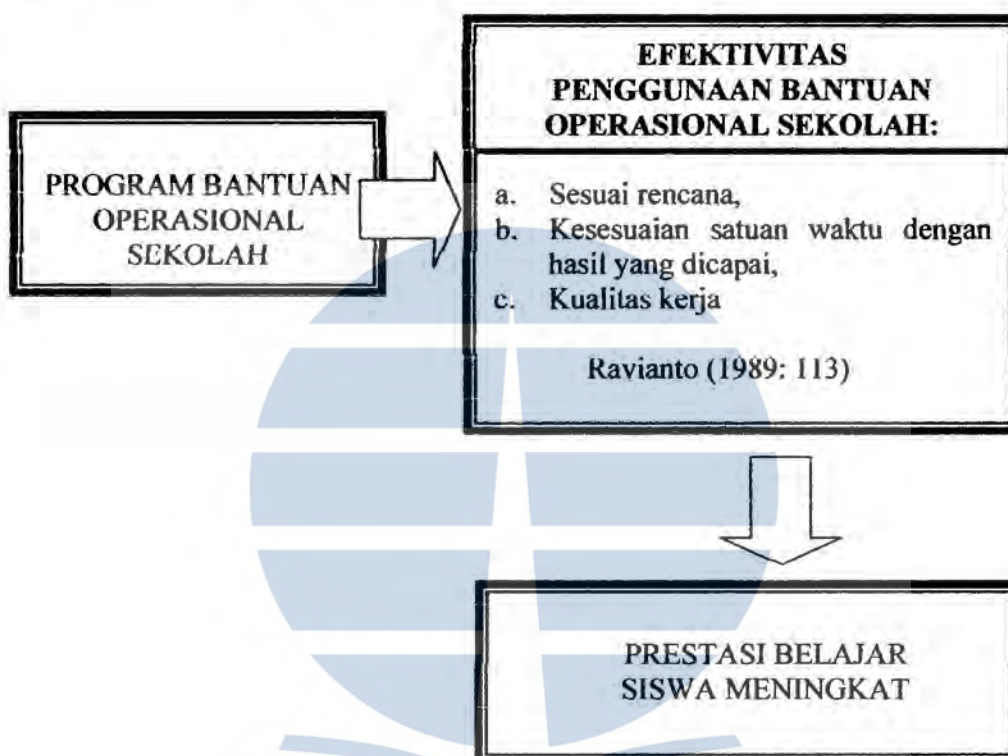 PROGRAM BANTUAN
OPERASIONAL
SEKOLAH
EFEKTIVITAS
PENGGUNAAN BANTUAN
OPERASIONAL SEKOLAH:
a. Sesuai rencana,
b. Kesesuaian satuan waktu dengan
hasil yang dicapai,
c. Kualitas kerja
Ravianto (1989: 113)
PRESTASI BELAJAR
SISWA MENINGKAT